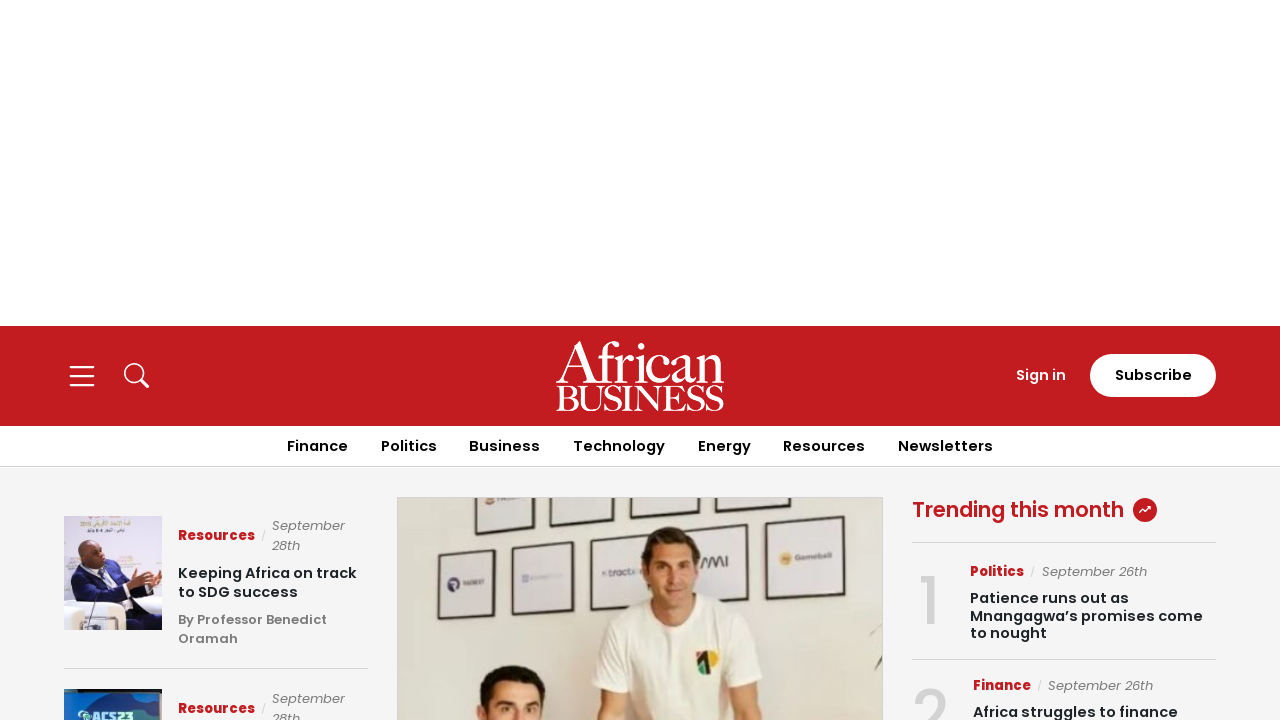 African
BUSINESS
Sign in
Subscribe
Finance
Politics
Business
Technology
Energy
Resources
Newsletters
Resources / September 28th
Keeping Africa on track
to SDG success
By Professor Benedict
Oramah
Resources / September 28th
ACS23
Gameball
Trending this month
1
Politics / September 26th
Patience runs out as
Mnangagwa’s promises come
to nought
2
Finance / September 26th
Africa struggles to finance